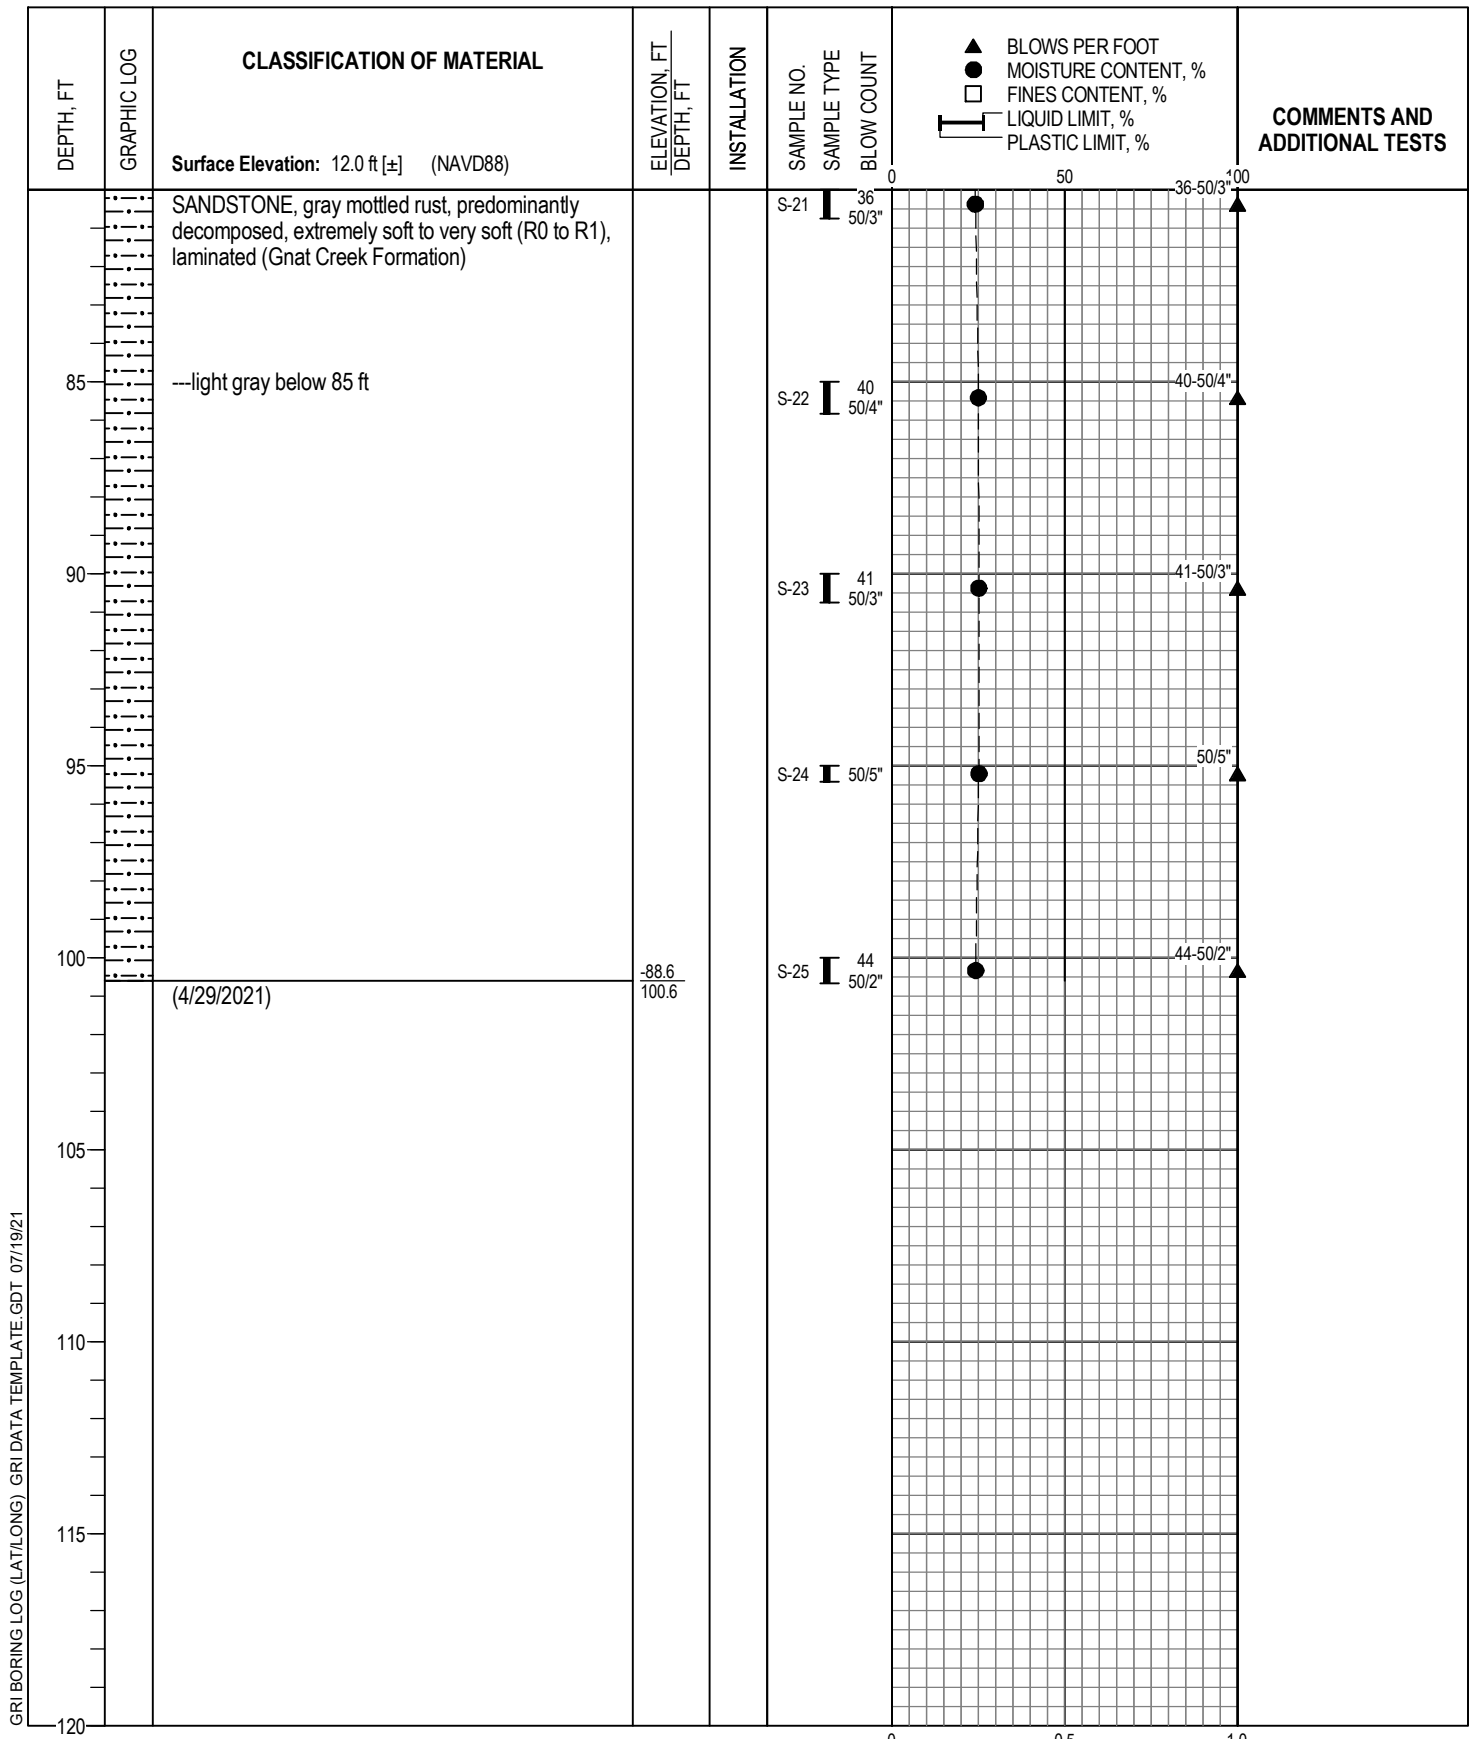 DEPTH, FT
GRAPHIC LOG
CLASSIFICATION OF MATERIAL
Surface Elevation: 12.0 ft [±] (NAVD88)
ELEVATION, FT
DEPTH, FT
INSTALLATION
SAMPLE NO.
SAMPLE TYPE
BLOW COUNT
BLOWS PER FOOT
MOISTURE CONTENT, %
FINES CONTENT, %
LIQUID LIMIT, %
PLASTIC LIMIT, %
COMMENTS AND
ADDITIONAL TESTS
0 50 100
SANDSTONE, gray mottled rust, predominantly
decomposed, extremely soft to very soft (R0 to R1),
laminated (Gnat Creek Formation)
S-21
36
50/3"
36-50/3"
85
---light gray below 85 ft
S-22
40
50/4"
40-50/4"
90
S-23
41
50/3"
41-50/3"
95
S-24
50/5"
50/5"
100
-88.6
100.6
S-25
44
50/2"
44-50/2"
(4/29/2021)
105
110
115
120
0 0.5 1.0
GRI BORING LOG (LAT/LONG) GRI DATA TEMPLATE.GDT 07/19/21